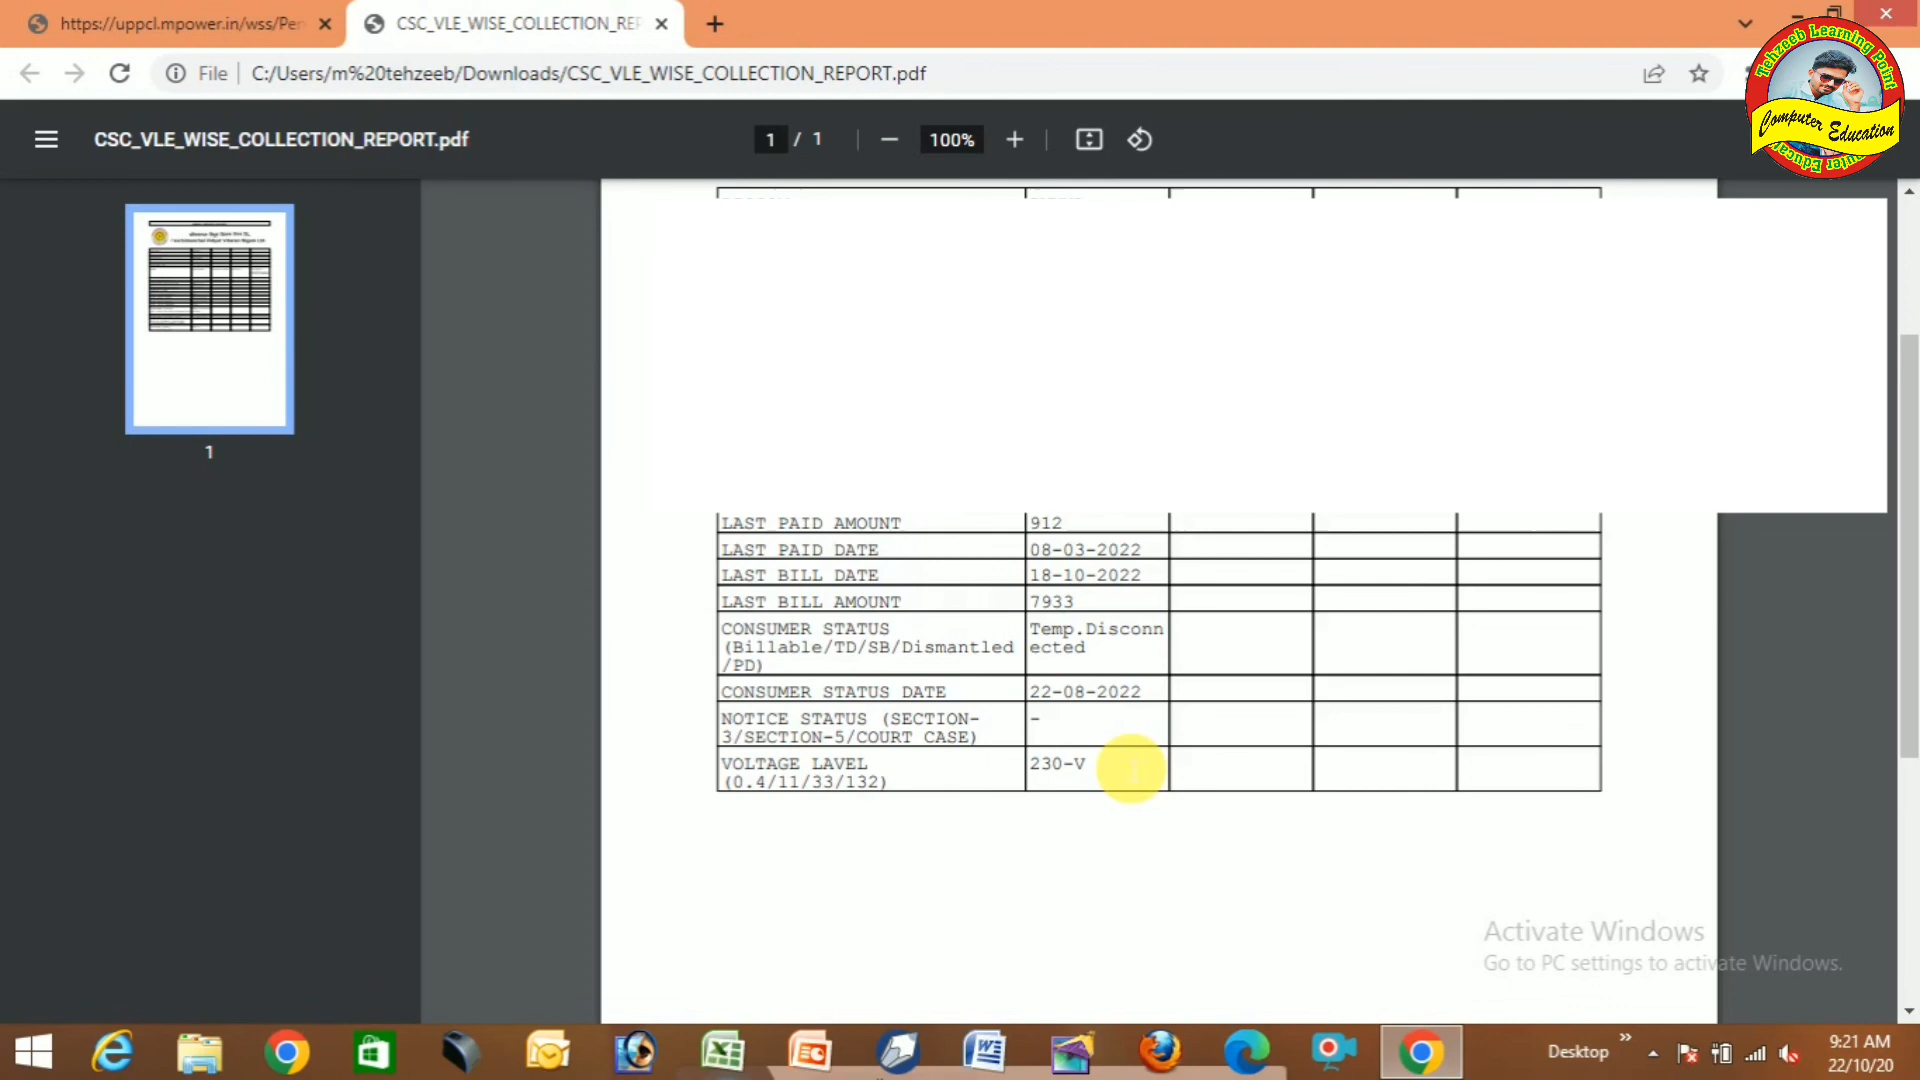 https://uppcl.mpower.in/wss/Per
CSC_VLE_WISE_COLLECTION_REP
File
C:/Users/m%20tehzeeb/Downloads/CSC_VLE_WISE_COLLECTION_REPORT.pdf
Tehzeeb Learning Point
Computer Education
CSC_VLE_WISE_COLLECTION_REPORT.pdf
1 / 1
100%
1
LAST PAID AMOUNT 912
LAST PAID DATE 08-03-2022
LAST BILL DATE 18-10-2022
LAST BILL AMOUNT 7933
CONSUMER STATUS Temp.Disconn
(Billable/TD/SB/Dismantled ected
/PD)
CONSUMER STATUS DATE 22-08-2022
NOTICE STATUS (SECTION- -
3/SECTION-5/COURT CASE)
VOLTAGE LAVEL 230-V
(0.4/11/33/132)
Activate Windows
Go to PC settings to activate Windows.
Desktop
9:21 AM
22/10/20